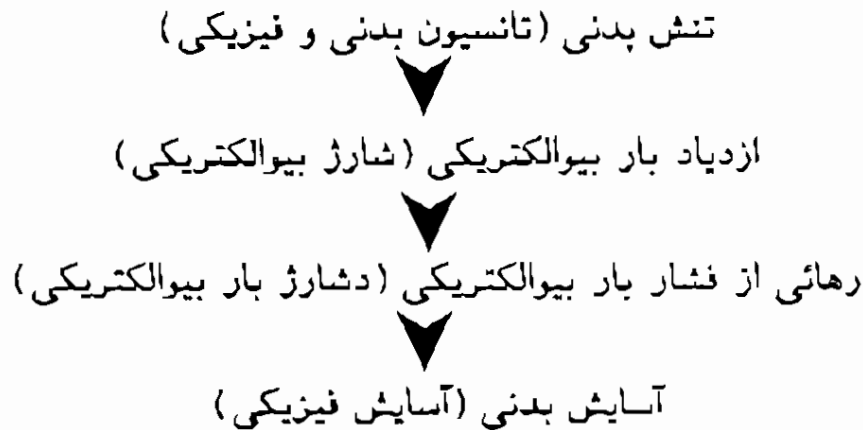 تنش بدنی (تانسیون بدنی و فیزیکی)
ازدیاد بار بیوالکتریکی (شارژ بیوالکتریکی)
رهائی از فشار بار بیوالکتریکی (دشارژ بار بیوالکتریکی)
آسایش بدنی (آسایش فیزیکی)